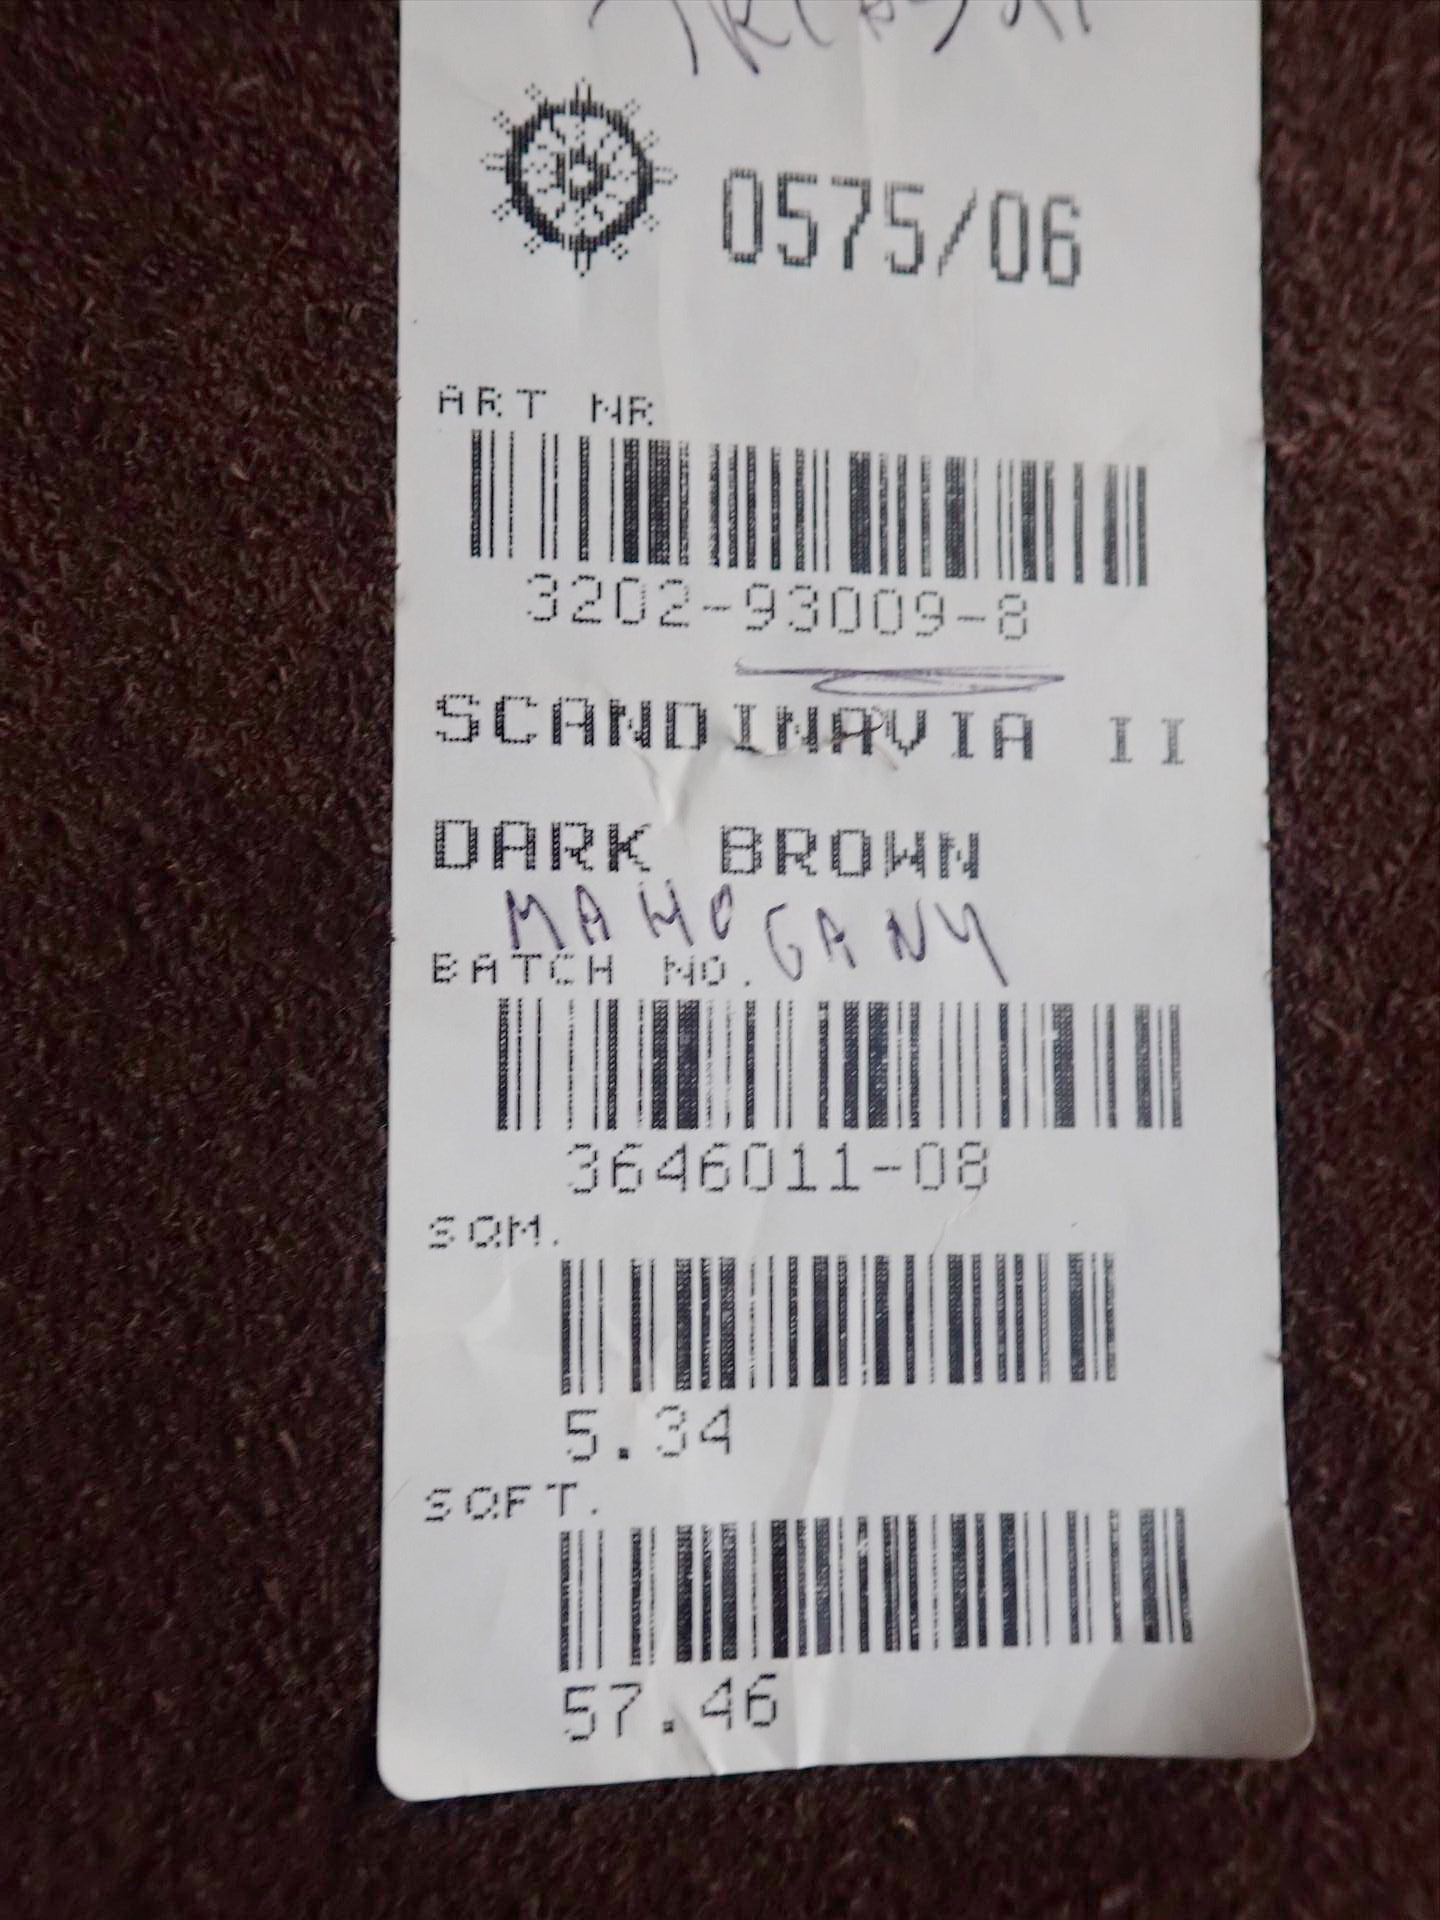 0575/06
ART NR
3202-93009-8
SCANDINAVIA II
DARK BROWN
MAHOGANY
BATCH NO.
3646011-08
SQM.
5.34
SQFT.
57.46